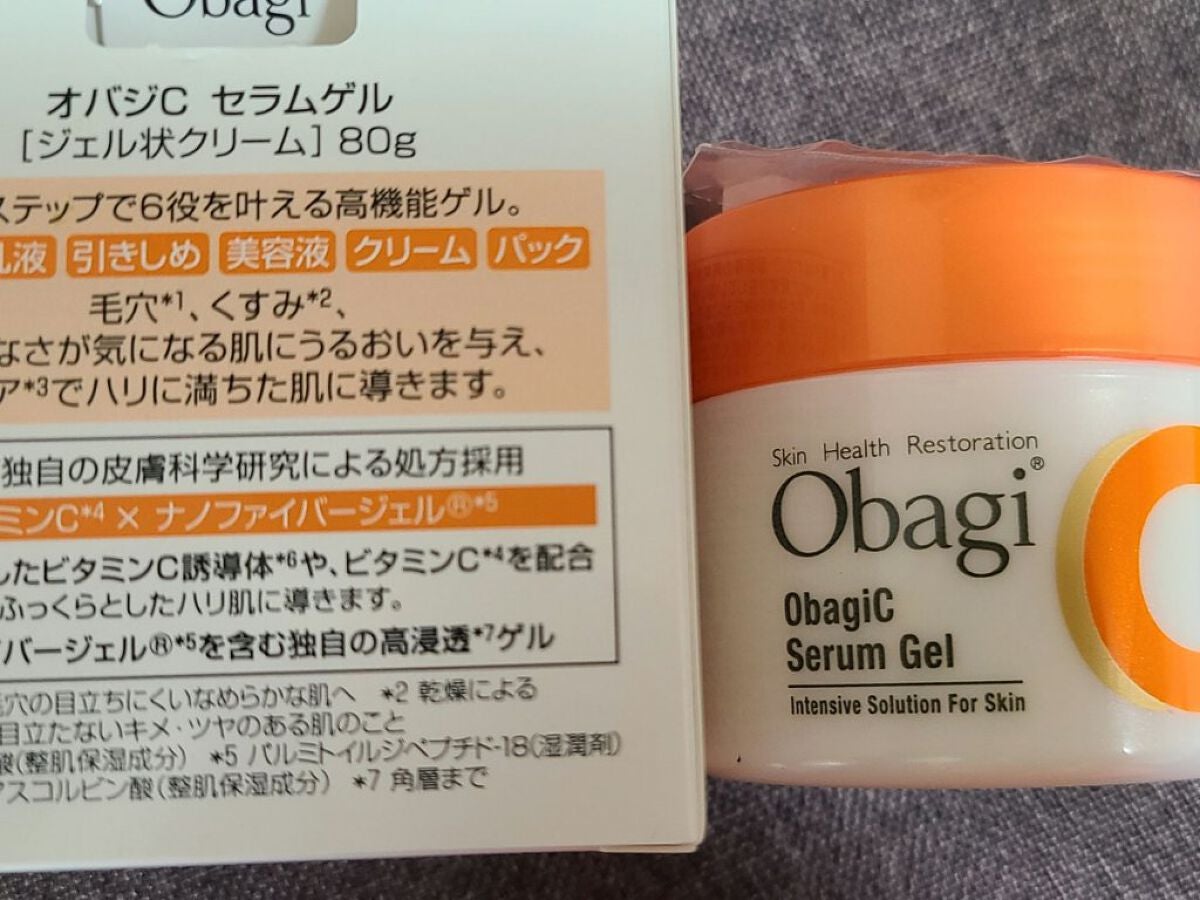 Obagi
オバジC セラムゲル
[ジェル状クリーム] 80g
ステップで6役を叶える高機能ゲル。
乳液 引きしめ 美容液 クリーム パック
毛穴*1、くすみ*2、
なさが気になる肌にうるおいを与え、
ア*3でハリに満ちた肌に導きます。
独自の皮膚科学研究による処方採用
ミンC*4 × ナノファイバージェル®*5
したビタミンC誘導体*6や、ビタミンC*4を配合
ふっくらとしたハリ肌に導きます。
バージェル®*5を含む独自の高浸透*7ゲル
毛穴の目立ちにくいなめらかな肌へ *2 乾燥による
目立たないキメ・ツヤのある肌のこと
酸(整肌保湿成分) *5 パルミトイルジペプチド-18(湿潤剤)
アスコルビン酸(整肌保湿成分) *7 角層まで
Skin Health Restoration
Obagi®
C
ObagiC
Serum Gel
Intensive Solution For Skin